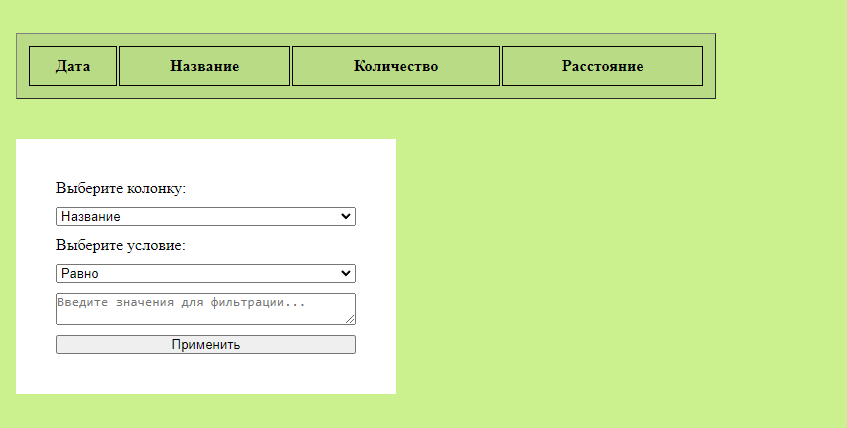 Дата Название Количество Расстояние
Выберите колонку:
Название
Выберите условие:
Равно
Введите значения для фильтрации...
Применить